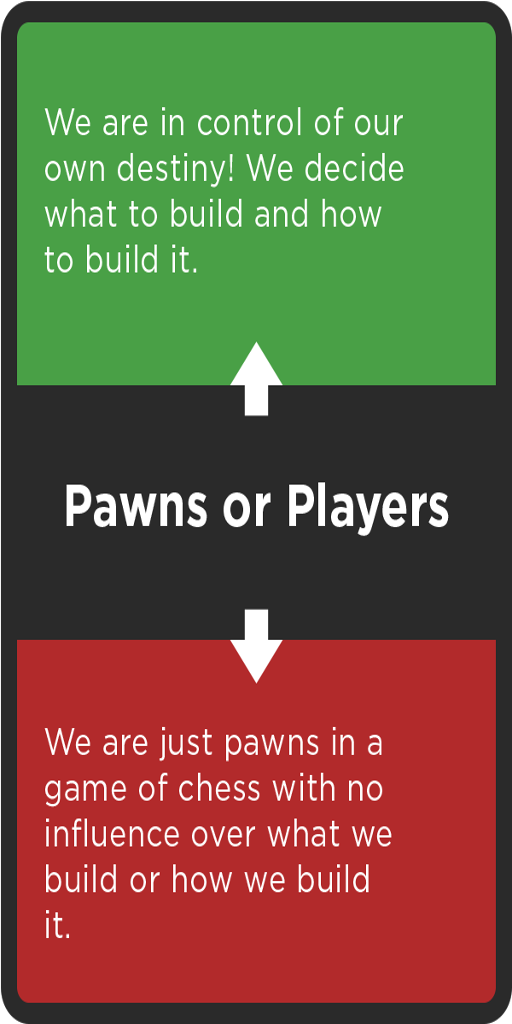 We are in control of our
own destiny! We decide
what to build and how
to build it.
Pawns or Players
We are just pawns in a
game of chess with no
influence over what we
build or how we build
it.